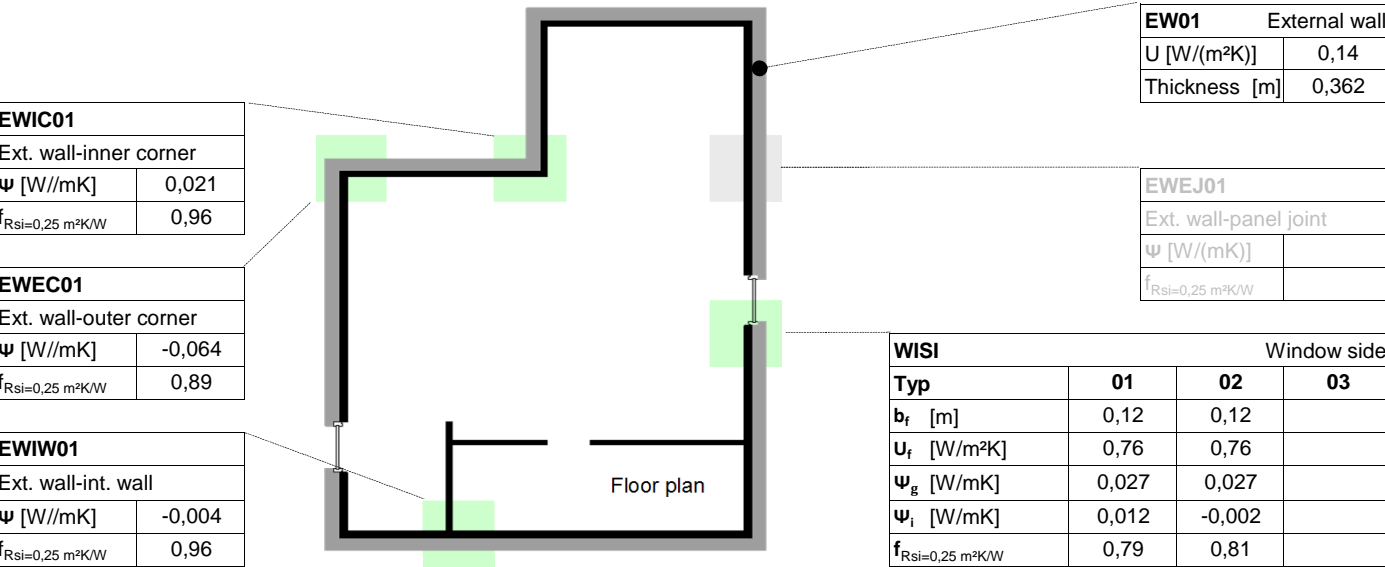 EW01 External wall
U [W/(m²K)] 0,14
Thickness [m] 0,362
EWIC01
Ext. wall-inner corner
Ψ [W//mK] 0,021
fRsi=0,25 m²K/W 0,96
EWEJ01
Ext. wall-panel joint
Ψ [W/(mK)]
fRsi=0,25 m²K/W
EWEC01
Ext. wall-outer corner
Ψ [W//mK] -0,064
fRsi=0,25 m²K/W 0,89
WISI Window side
Typ 01 02 03
bf [m] 0,12 0,12
Uf [W/m²K] 0,76 0,76
Ψg [W/mK] 0,027 0,027
Ψi [W/mK] 0,012 -0,002
fRsi=0,25 m²K/W 0,79 0,81
EWIW01
Ext. wall-int. wall
Ψ [W//mK] -0,004
fRsi=0,25 m²K/W 0,96
Floor plan